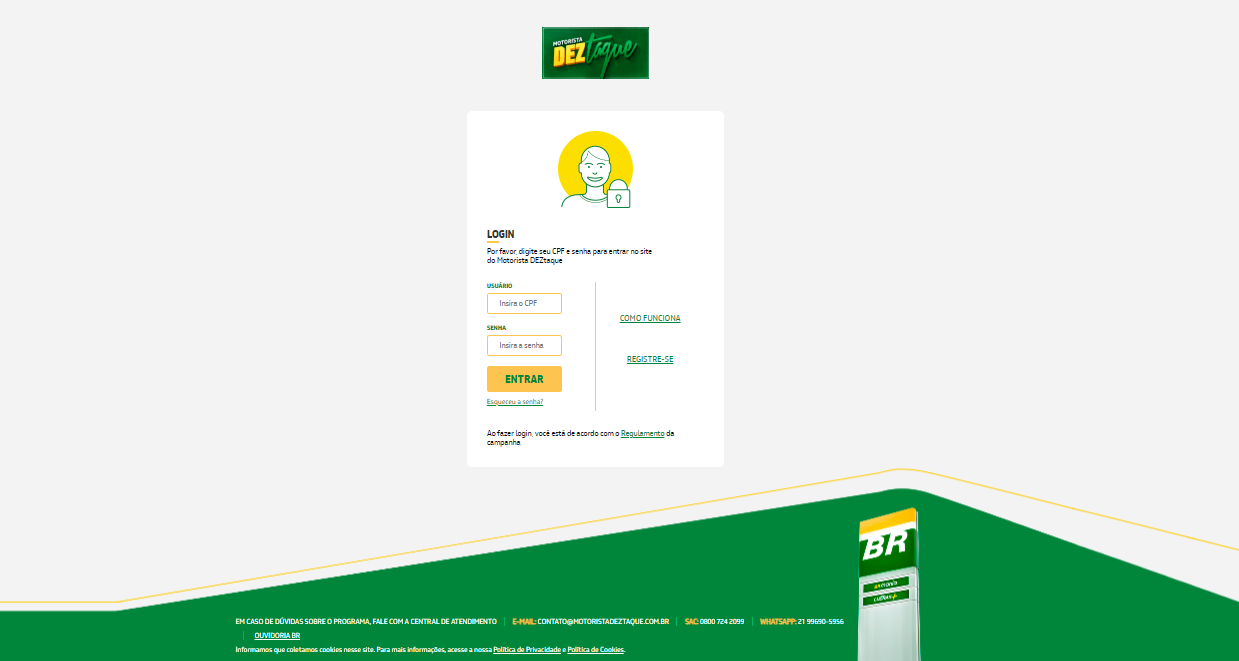 MOTORISTA
DEZtaque
LOGIN
Por favor, digite seu CPF e senha para entrar no site
do Motorista DEZtaque
USUÁRIO
Insira o CPF
SENHA
Insira a senha
ENTRAR
Esqueceu a senha?
COMO FUNCIONA
REGISTRE-SE
Ao fazer login, você está de acordo com o Regulamento da
campanha.
BR
EM CASO DE DÚVIDAS SOBRE O PROGRAMA, FALE COM A CENTRAL DE ATENDIMENTO | E-MAIL: CONTATO@MOTORISTADEZTAQUE.COM.BR | SAC: 0800 724 2099 | WHATSAPP: 21 99690-5956
| OUVIDORIA BR
Informamos que coletamos cookies nesse site. Para mais informações, acesse a nossa Política de Privacidade e Política de Cookies.